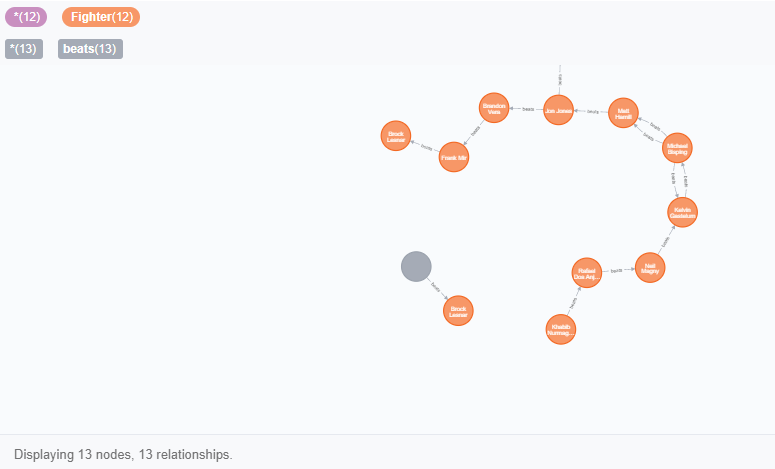 *(12) Fighter(12)
*(13) beats(13)
beats
Brandon
Vera
beats
Jon Jones
beats
Matt
Hamill
beats
beats
Brock
Lesnar
beats
Frank Mir
beats
Michael
Bisping
beats
beats
Kelvin
Gastelum
beats
Neil
Magny
beats
Rafael
Dos Anj...
beats
Khabib
Nurmag...
beats
Brock
Lesnar
Displaying 13 nodes, 13 relationships.